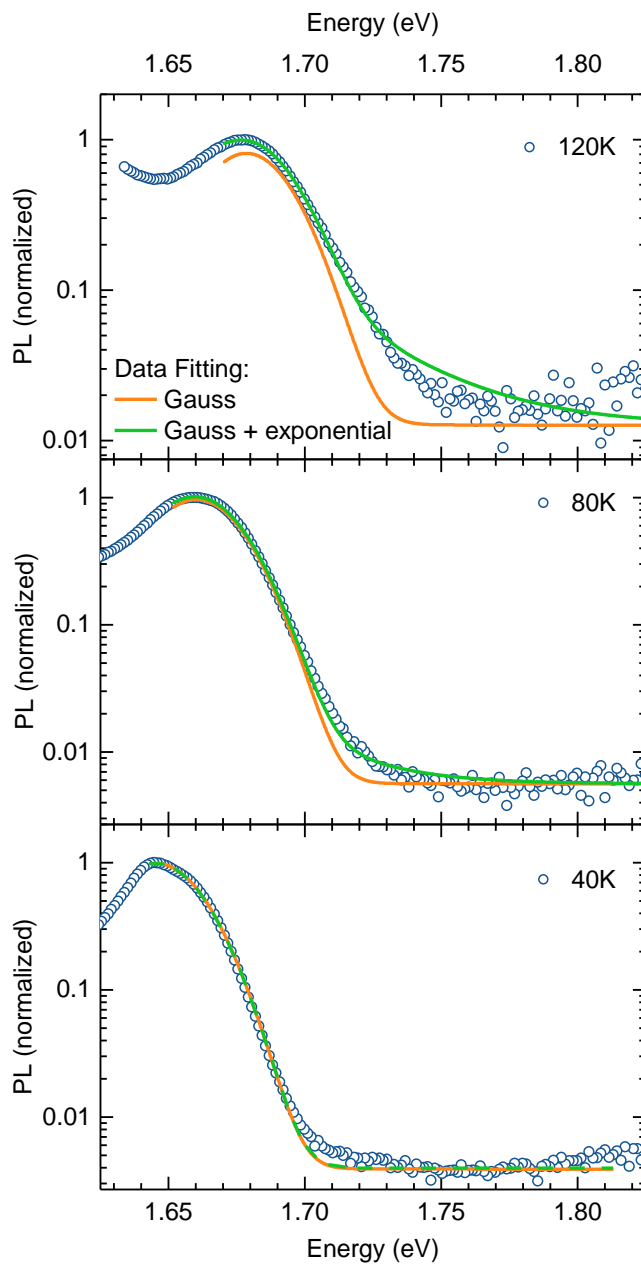 Energy (eV)
1.65 1.70 1.75 1.80
PL (normalized)
1
0.1
0.01
120K
Data Fitting:
Gauss
Gauss + exponential
PL (normalized)
1
0.1
0.01
80K
PL (normalized)
1
0.1
0.01
40K
1.65 1.70 1.75 1.80
Energy (eV)